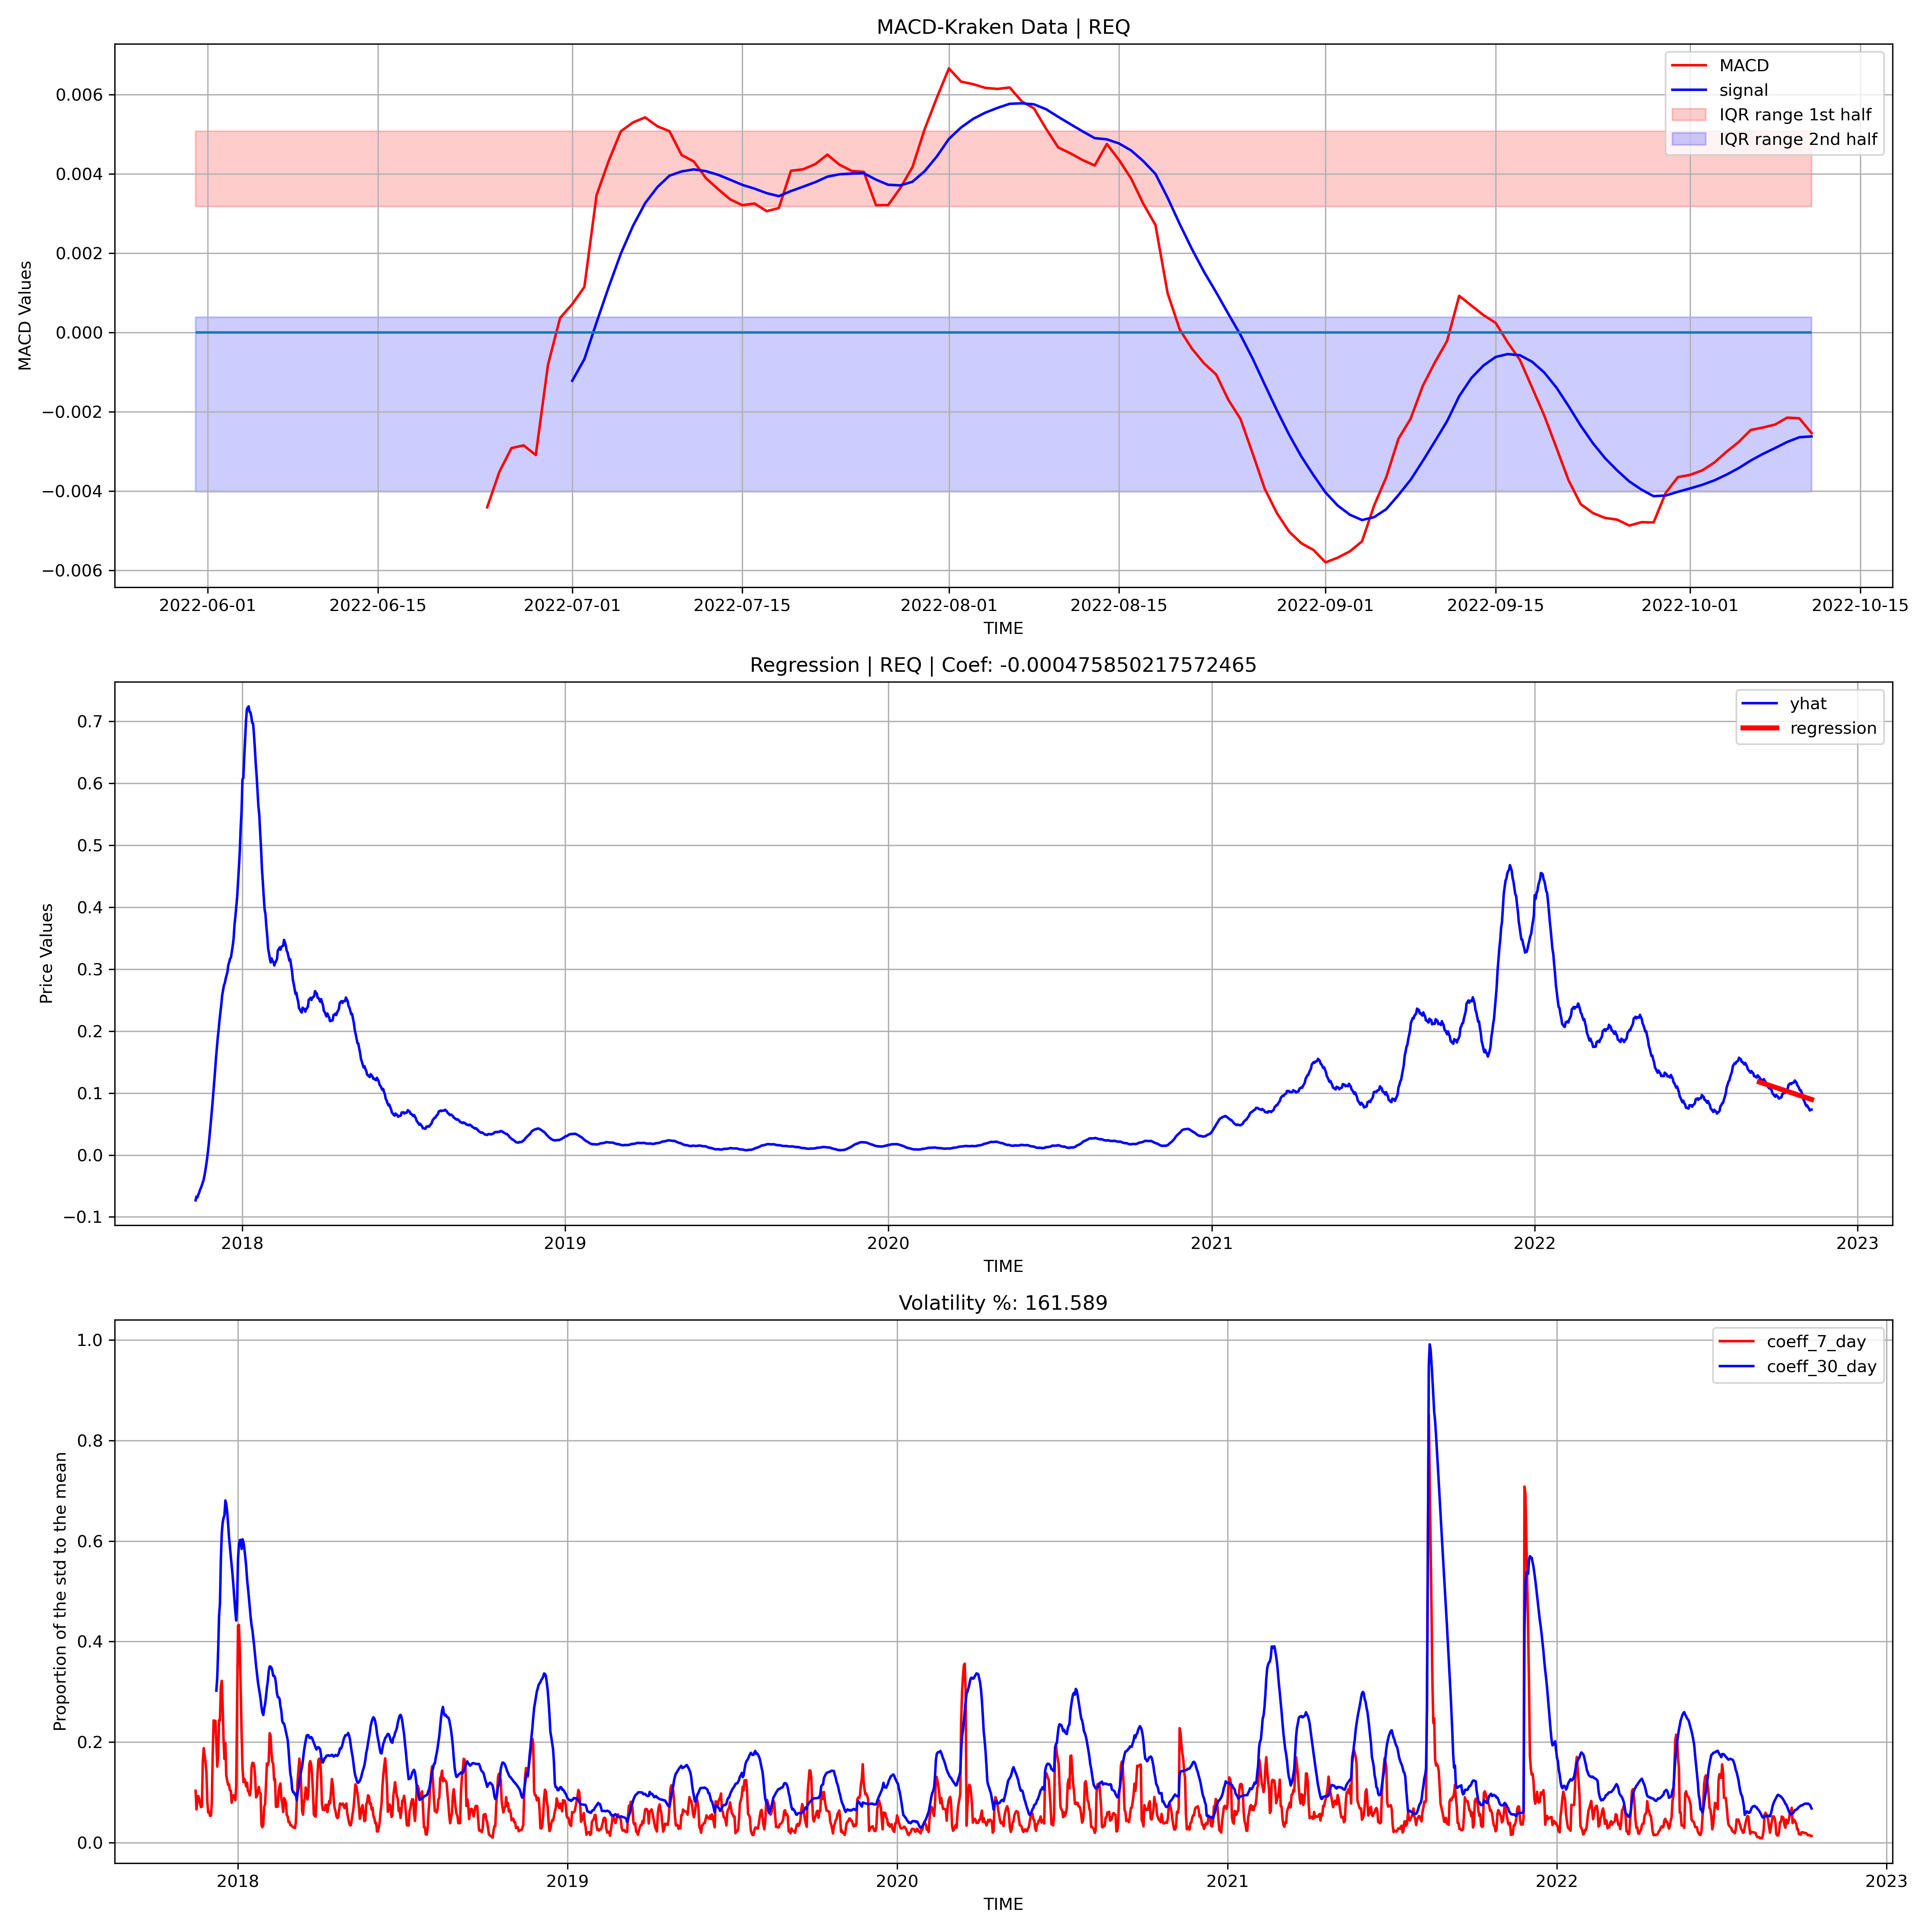 MACD-Kraken Data | REQ
MACD Values
0.006
0.004
0.002
0.000
−0.002
−0.004
−0.006
MACD
signal
IQR range 1st half
IQR range 2nd half
2022-06-01 2022-06-15 2022-07-01 2022-07-15 2022-08-01 2022-08-15 2022-09-01 2022-09-15 2022-10-01 2022-10-15
TIME
Regression | REQ | Coef: -0.000475850217572465
Price Values
0.7
0.6
0.5
0.4
0.3
0.2
0.1
0.0
−0.1
yhat
regression
2018 2019 2020 2021 2022 2023
TIME
Volatility %: 161.589
Proportion of the std to the mean
1.0
0.8
0.6
0.4
0.2
0.0
coeff_7_day
coeff_30_day
2018 2019 2020 2021 2022 2023
TIME